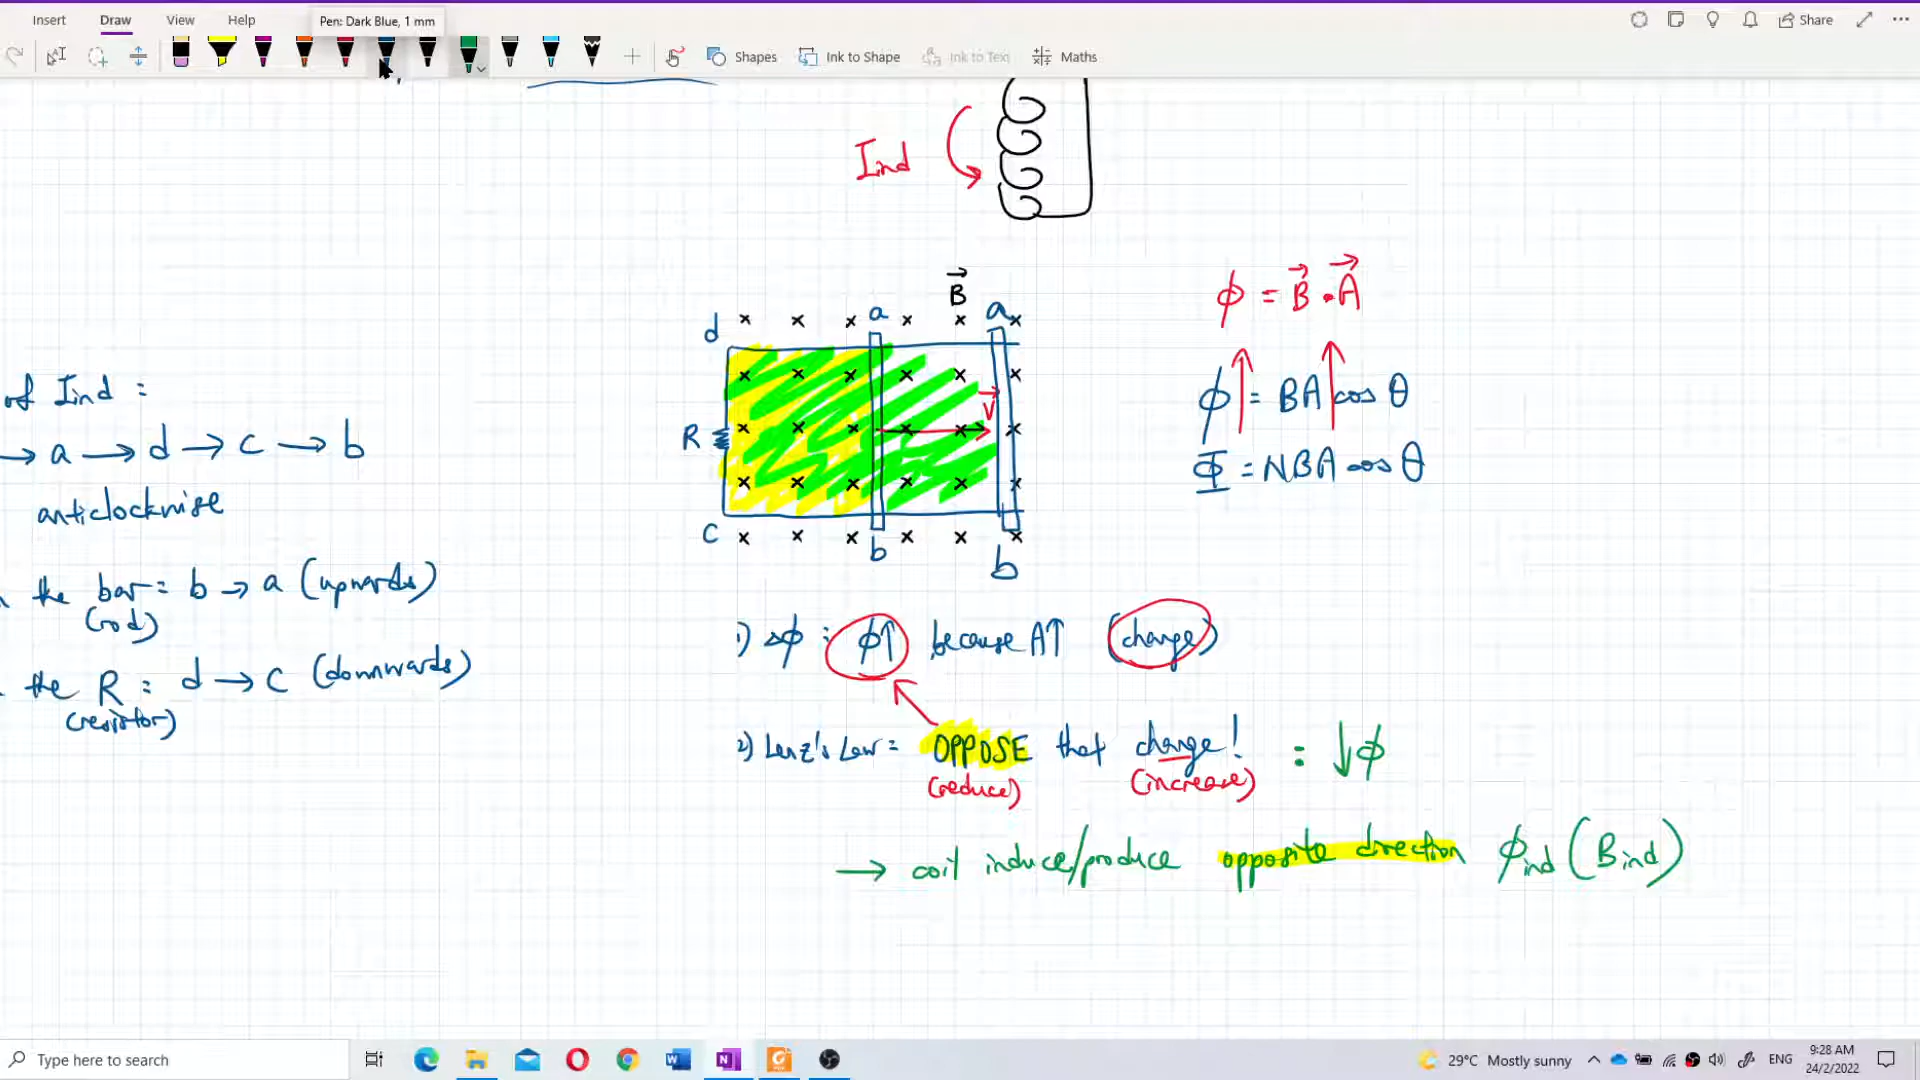 Insert Draw View Help
Pen: Dark Blue, 1 mm
Share
Shapes Ink to Shape Ink to Text Maths
Iind
B
d a a
R v
c b b
ϕ = B • A
ϕ = BA cos θ
Φ = NBA cos θ
of Iind :
→ a → d → c → b
anticlockwise
the bar = b → a (upwards)
(rod)
the R = d → c (downwards)
(resistor)
1) Δϕ : ϕ↑ because A↑ (change)
2) Lenz's Law = OPPOSE that change! : ↓ϕ
(reduce) (increase)
→ coil induce/produce opposite direction ϕind (Bind)
Type here to search
29°C Mostly sunny
ENG
9:28 AM
24/2/2022